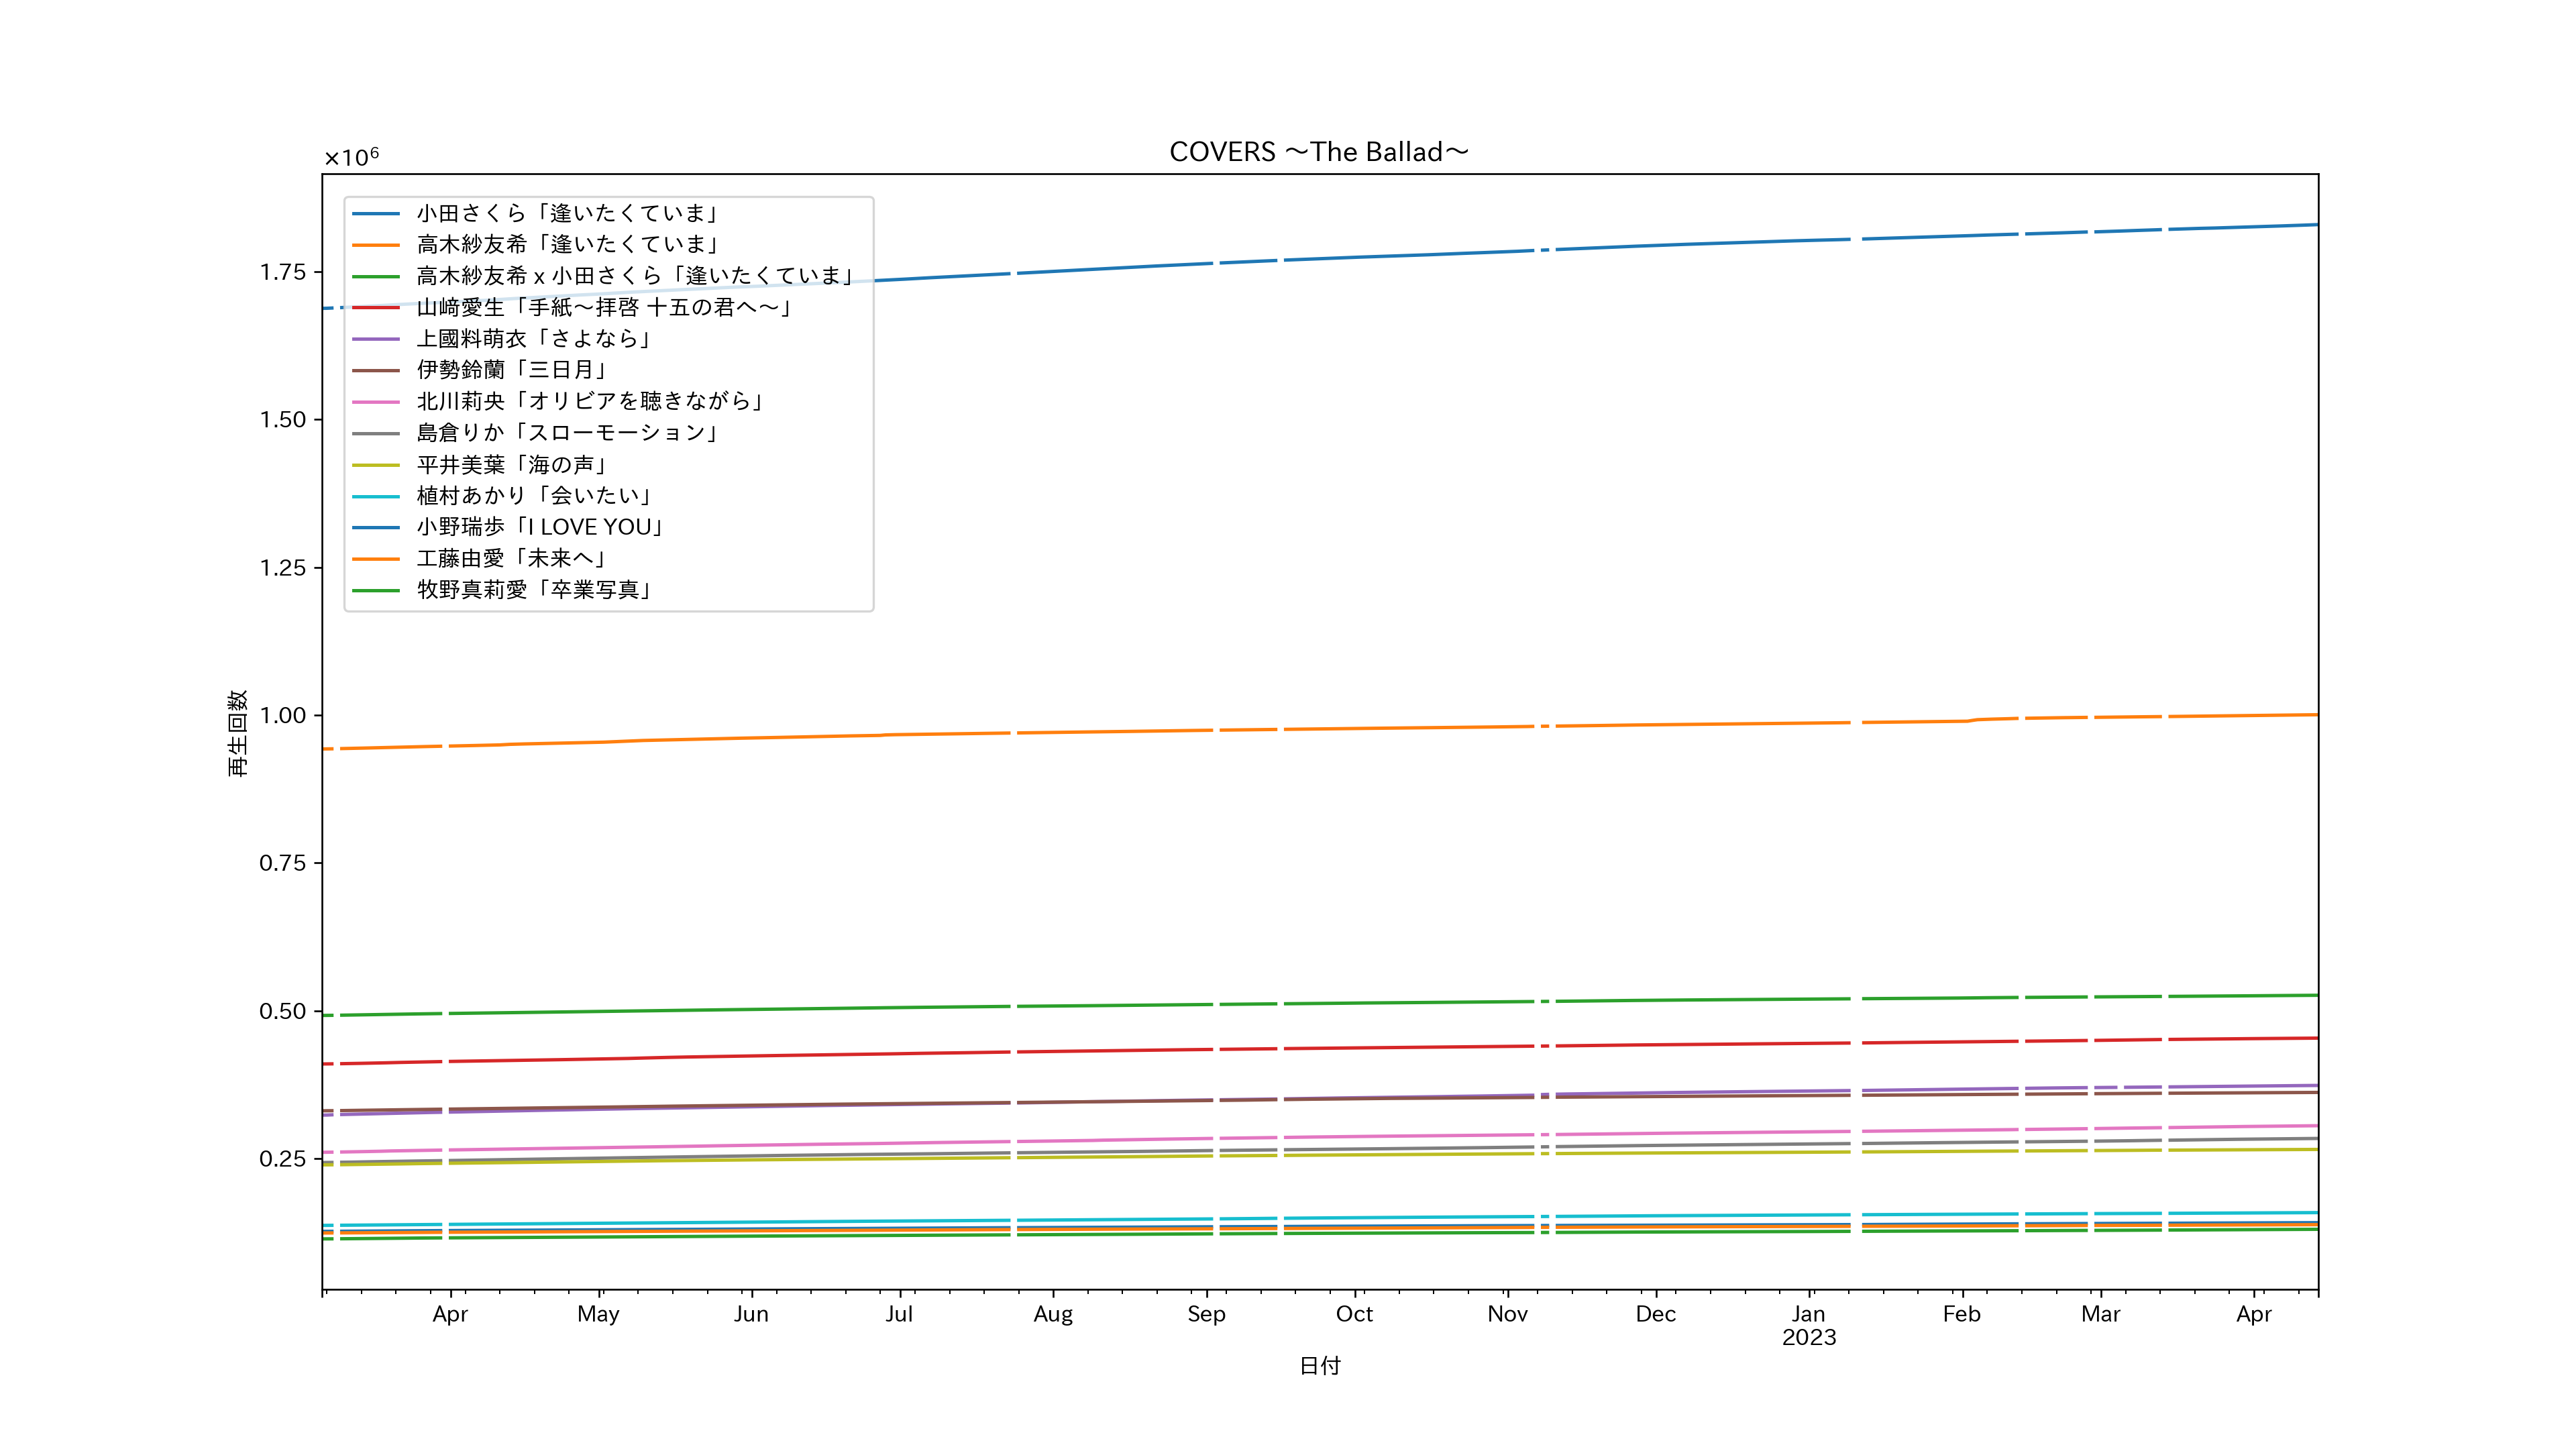 COVERS ～The Ballad～
×10⁶
小田さくら「逢いたくていま」
高木紗友希「逢いたくていま」
高木紗友希 x 小田さくら「逢いたくていま」
山﨑愛生「手紙～拝啓 十五の君へ～」
上國料萌衣「さよなら」
伊勢鈴蘭「三日月」
北川莉央「オリビアを聴きながら」
島倉りか「スローモーション」
平井美葉「海の声」
植村あかり「会いたい」
小野瑞歩「I LOVE YOU」
工藤由愛「未来へ」
牧野真莉愛「卒業写真」
1.75
1.50
1.25
1.00
0.75
0.50
0.25
再生回数
Apr May Jun Jul Aug Sep Oct Nov Dec Jan Feb Mar Apr
2023
日付